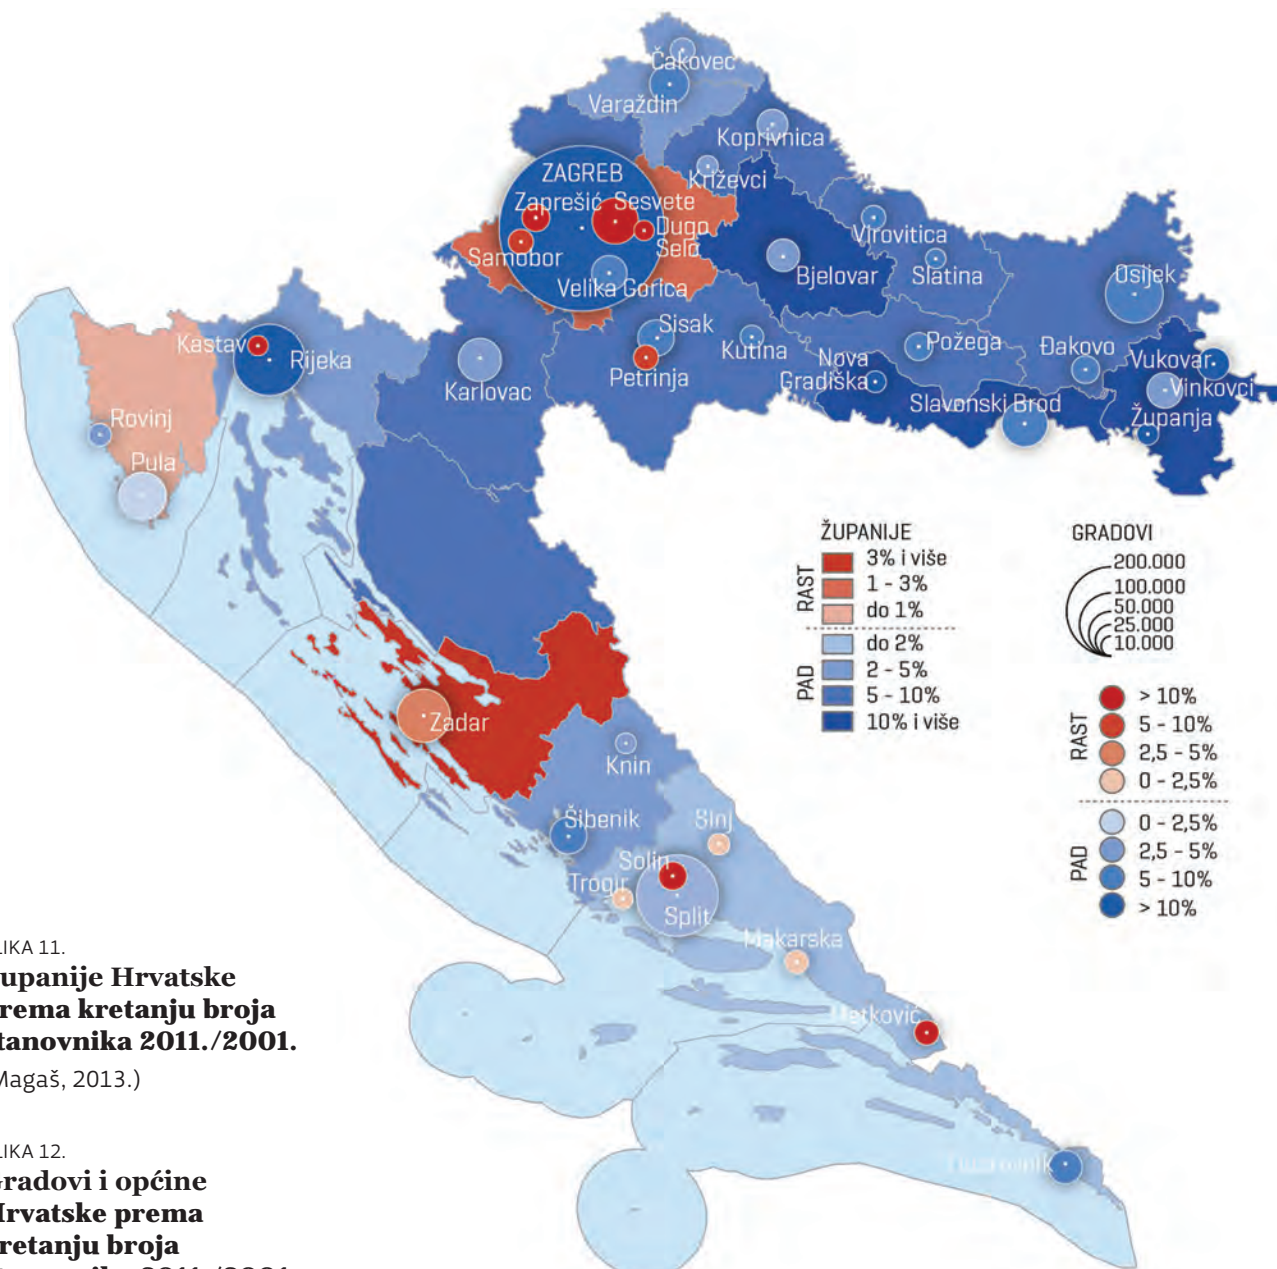 Čakovec
Varaždin
Koprivnica
ZAGREB
Križevci
Zaprešić
Sesvete
Dugo
Selo
Samobor
Virovitica
Bjelovar
Slatina
Osijek
Velika Gorica
Sisak
Kastav
Rijeka
Kutina
Požega
Đakovo
Vukovar
Nova
Gradiška
Petrinja
Karlovac
Vinkovci
Slavonski Brod
Županja
Rovinj
Pula
ŽUPANIJE
RAST
3% i više
1 - 3%
do 1%
PAD
do 2%
2 - 5%
5 - 10%
10% i više
GRADOVI
200.000
100.000
50.000
25.000
10.000
RAST
> 10%
5 - 10%
2,5 - 5%
0 - 2,5%
PAD
0 - 2,5%
2,5 - 5%
5 - 10%
> 10%
Zadar
Knin
Šibenik
Sinj
Solin
Trogir
Split
Makarska
Metković
Dubrovnik
LIKA 11.
upanije Hrvatske
rema kretanju broja
tanovnika 2011./2001.
Magaš, 2013.)
LIKA 12.
radovi i općine
Hrvatske prema
retanju broja